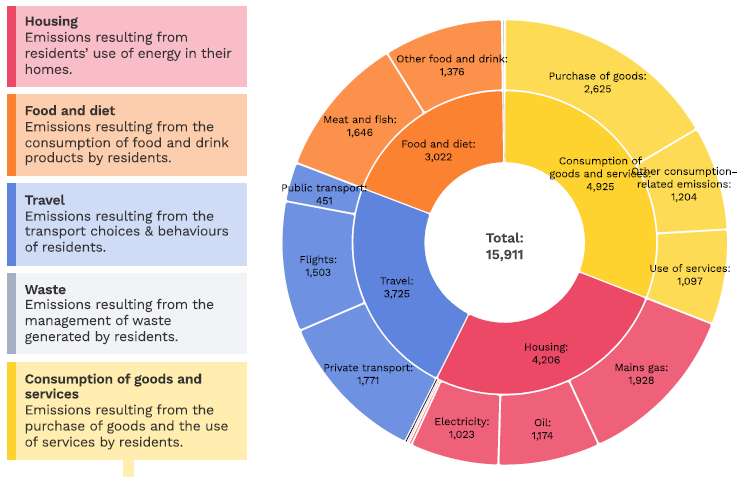 Housing
Emissions resulting from
residents’ use of energy in their
homes.
Food and diet
Emissions resulting from the
consumption of food and drink
products by residents.
Travel
Emissions resulting from the
transport choices & behaviours
of residents.
Waste
Emissions resulting from the
management of waste
generated by residents.
Consumption of goods and
services
Emissions resulting from the
purchase of goods and the use
of services by residents.
Other food and drink:
1,376
Purchase of goods:
2,625
Meat and fish:
1,646
Food and diet:
3,022
Consumption of
goods and services:
4,925
Other consumption-
related emissions:
1,204
Public transport:
451
Total:
15,911
Flights:
1,503
Travel:
3,725
Use of services:
1,097
Housing:
4,206
Private transport:
1,771
Mains gas:
1,928
Electricity:
1,023
Oil:
1,174